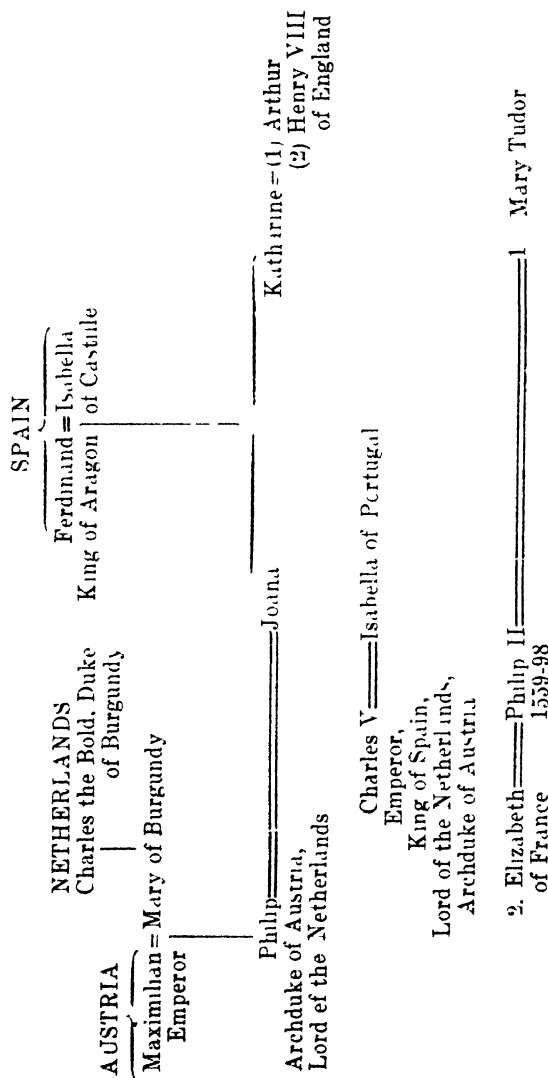 SPAIN
NETHERLANDS
Ferdinand = Isabella
AUSTRIA
Charles the Bold, Duke
King of Aragon of Castile
of Burgundy
Maximilian = Mary of Burgundy
Emperor
Philip Joana
Katharine = (1) Arthur
Archduke of Austria,
(2) Henry VIII
Lord of the Netherlands
of England
Charles V Isabella of Portugal
Emperor,
King of Spain,
Lord of the Netherlands,
Archduke of Austria
2. Elizabeth Philip II 1 Mary Tudor
of France 1559-98